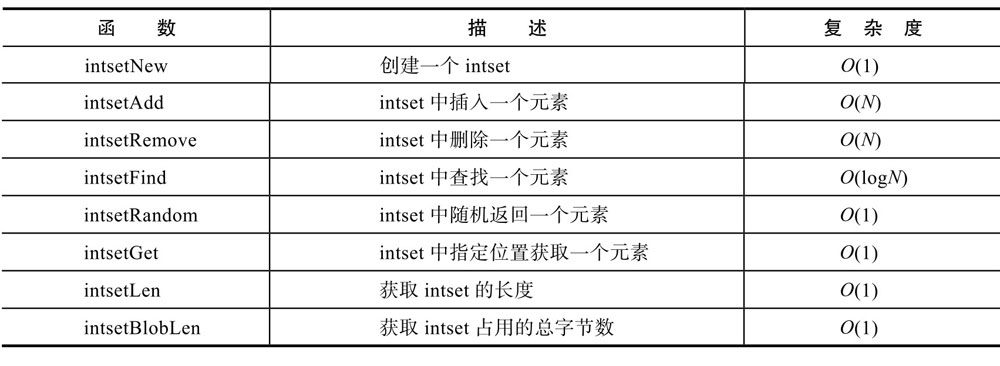 函 数 描 述 复 杂 度
intsetNew 创建一个 intset O(1)
intsetAdd intset 中插入一个元素 O(N)
intsetRemove intset 中删除一个元素 O(N)
intsetFind intset 中查找一个元素 O(logN)
intsetRandom intset 中随机返回一个元素 O(1)
intsetGet intset 中指定位置获取一个元素 O(1)
intsetLen 获取 intset 的长度 O(1)
intsetBlobLen 获取 intset 占用的总字节数 O(1)